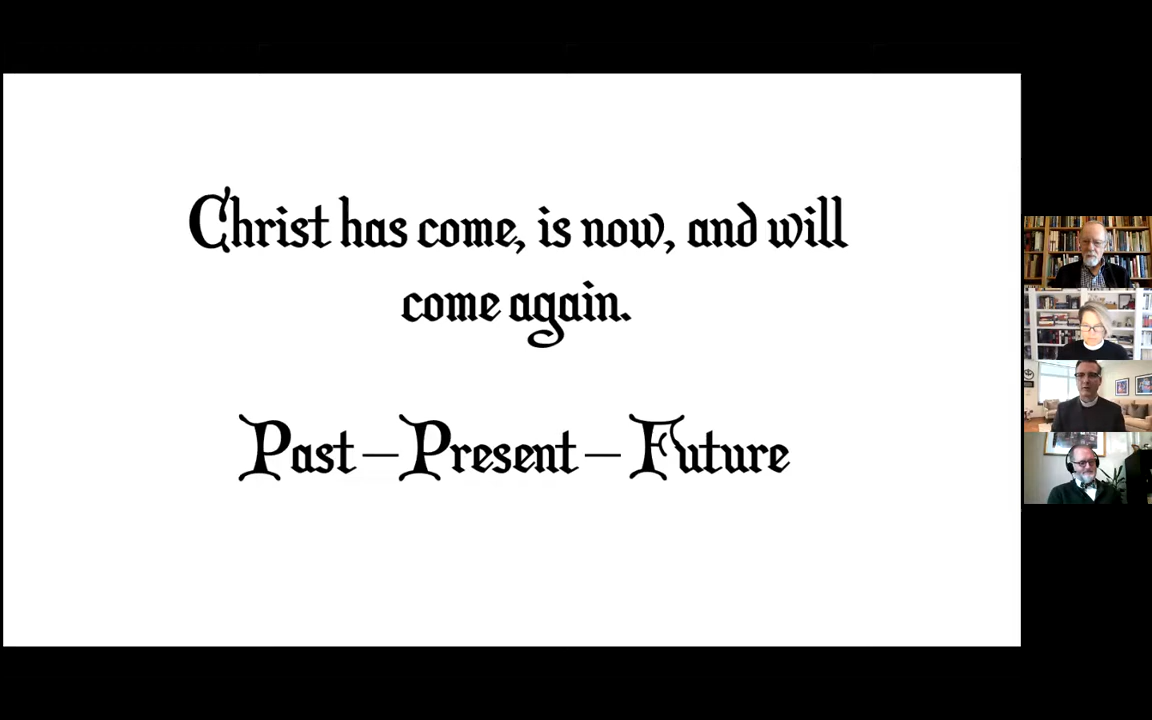 Christ has come, is now, and will
come again.
Past – Present – Future